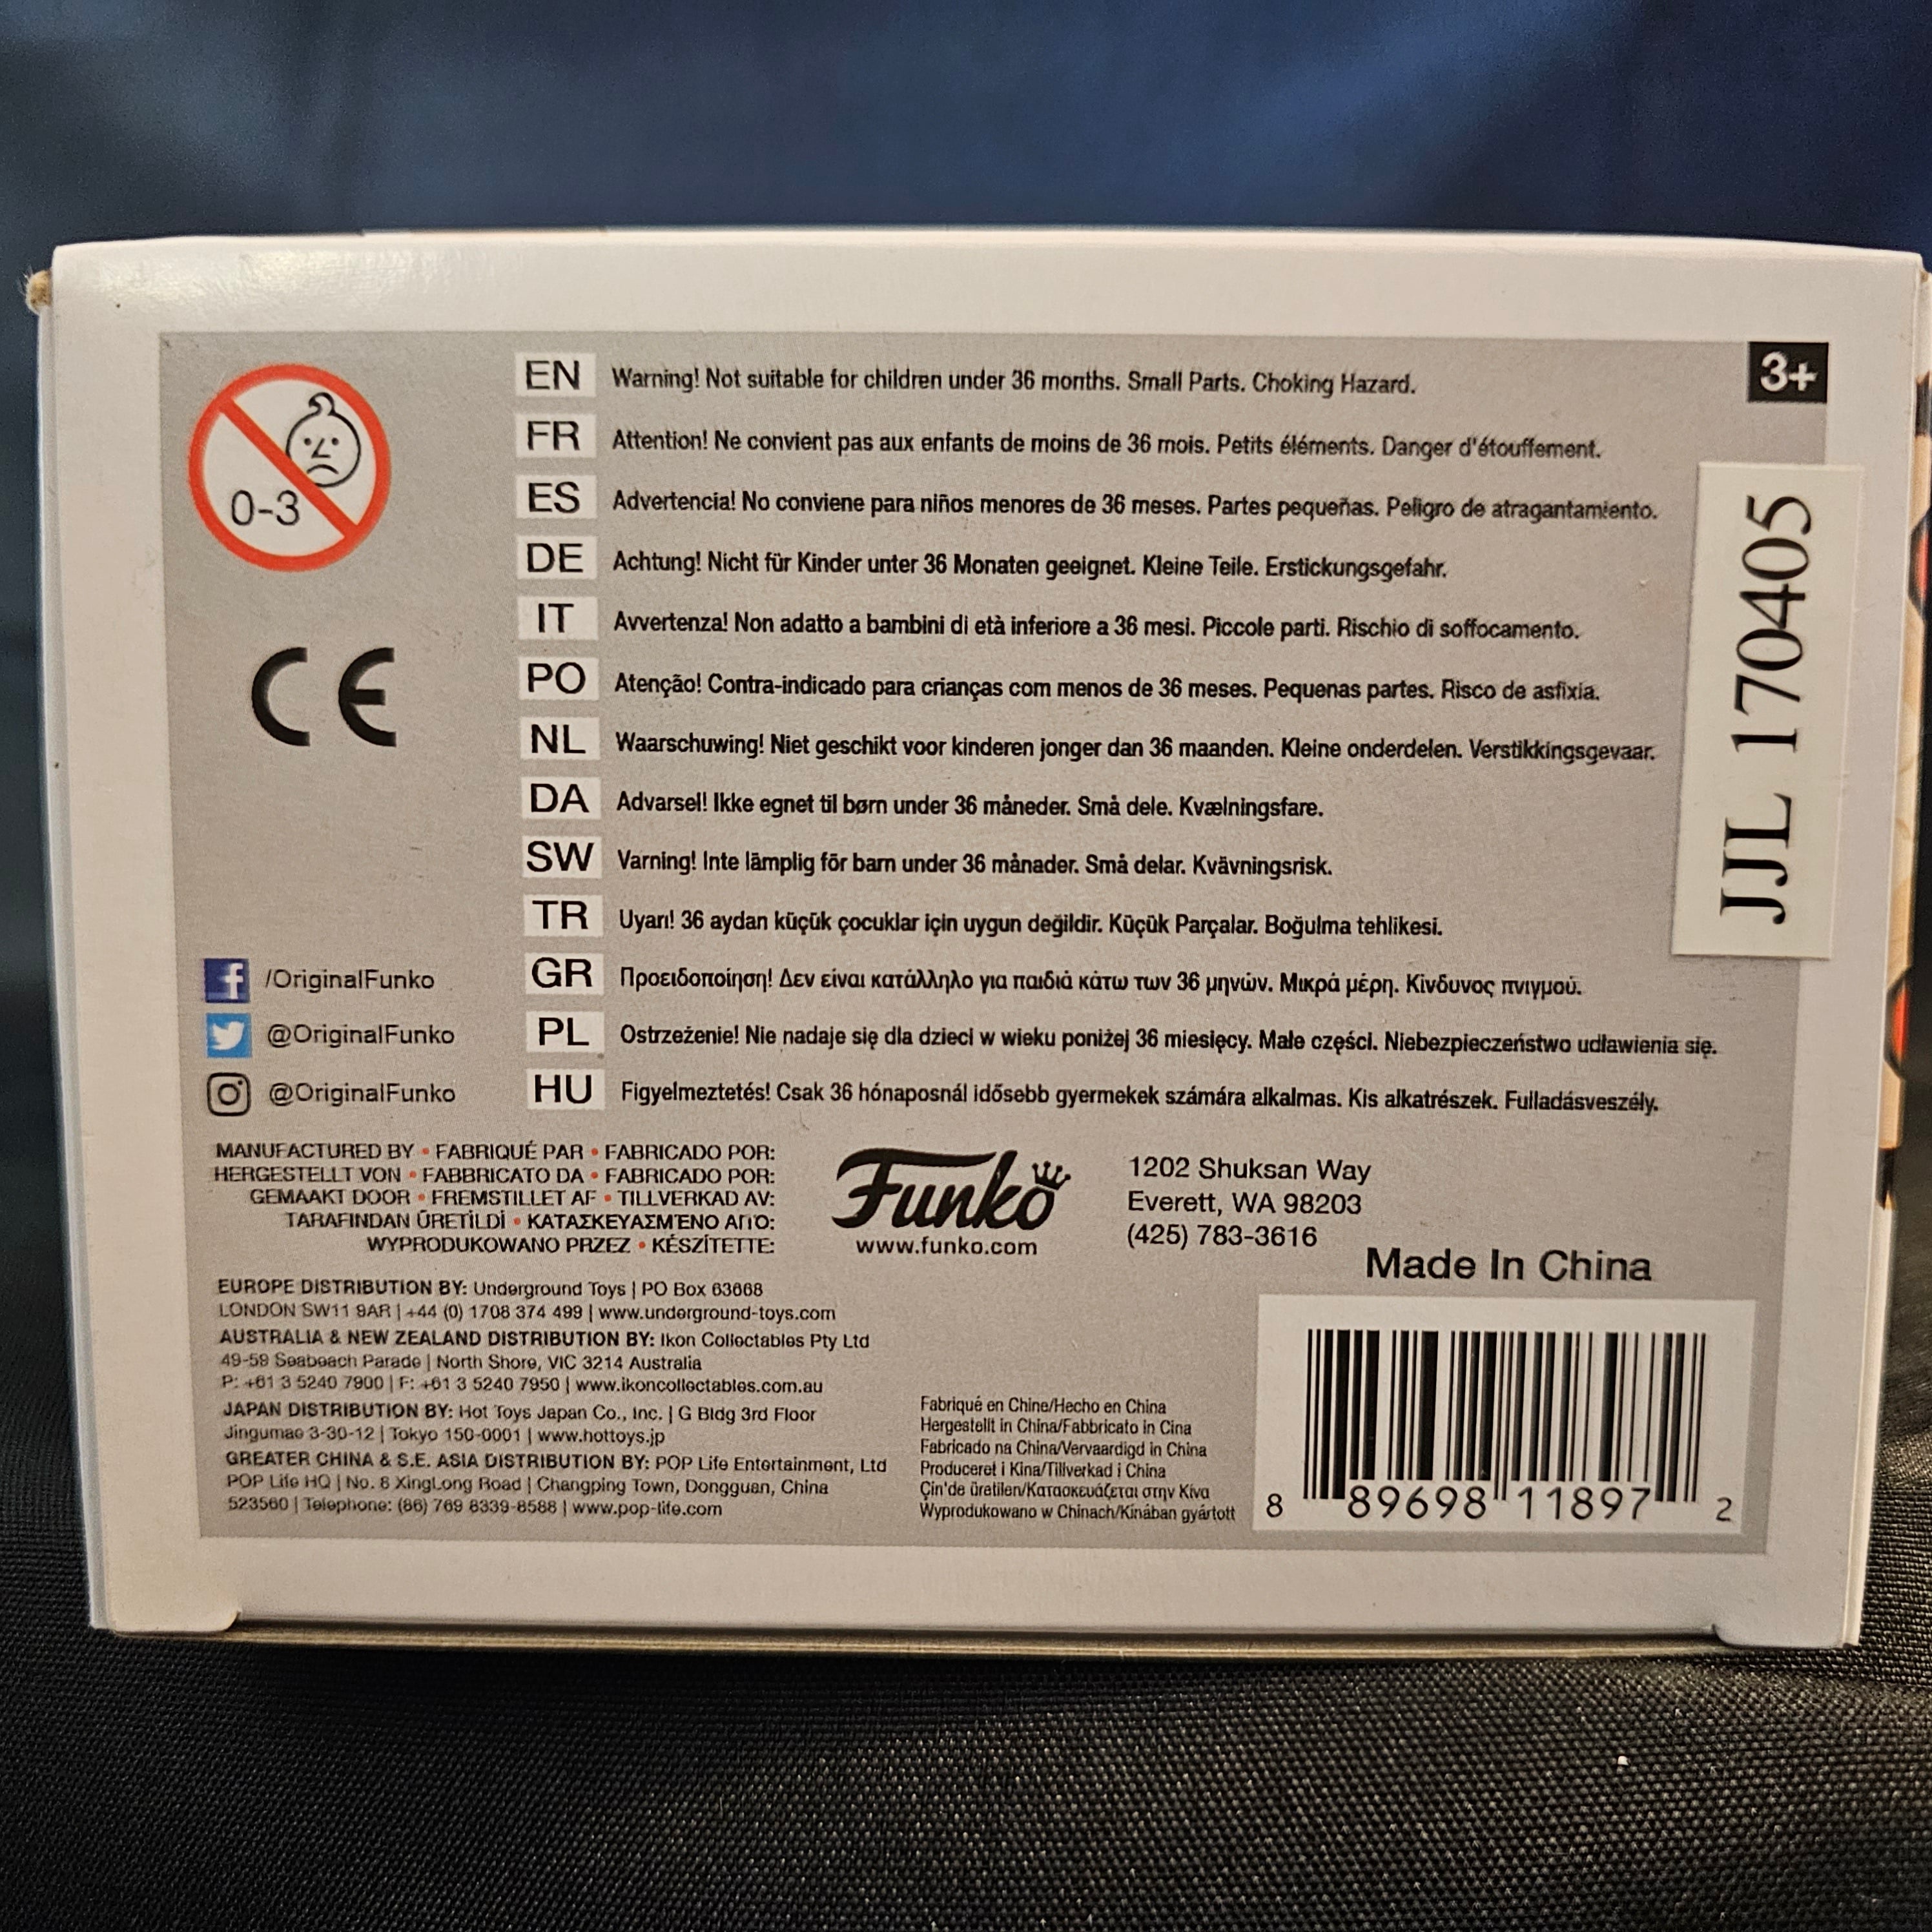 0-3
EN Warning! Not suitable for children under 36 months. Small Parts. Choking Hazard.
3+
FR Attention! Ne convient pas aux enfants de moins de 36 mois. Petits éléments. Danger d'étouffement.
ES Advertencia! No conviene para niños menores de 36 meses. Partes pequeñas. Peligro de atragantamiento.
DE Achtung! Nicht für Kinder unter 36 Monaten geeignet. Kleine Teile. Erstickungsgefahr.
IT Avvertenza! Non adatto a bambini di età inferiore a 36 mesi. Piccole parti. Rischio di soffocamento.
PO Atenção! Contra-indicado para crianças com menos de 36 meses. Pequenas partes. Risco de asfixia.
NL Waarschuwing! Niet geschikt voor kinderen jonger dan 36 maanden. Kleine onderdelen. Verstikkingsgevaar.
DA Advarsel! Ikke egnet til børn under 36 måneder. Små dele. Kvælningsfare.
SW Varning! Inte lämplig för barn under 36 månader. Små delar. Kvävningsrisk.
TR Uyarı! 36 aydan küçük çocuklar için uygun değildir. Küçük Parçalar. Boğulma tehlikesi.
GR Προειδοποίηση! Δεν είναι κατάλληλο για παιδιά κάτω των 36 μηνών. Μικρά μέρη. Κίνδυνος πνιγμού.
PL Ostrzeżenie! Nie nadaje się dla dzieci w wieku poniżej 36 miesięcy. Małe części. Niebezpieczeństwo udławienia się.
HU Figyelmeztetés! Csak 36 hónaposnál idősebb gyermekek számára alkalmas. Kis alkatrészek. Fulladásveszély.
JJL 170405
CE
/OriginalFunko
@OriginalFunko
@OriginalFunko
MANUFACTURED BY • FABRIQUÉ PAR • FABRICADO POR:
HERGESTELLT VON • FABBRICATO DA • FABRICADO POR:
GEMAAKT DOOR • FREMSTILLET AF • TILLVERKAD AV:
TARAFINDAN ÜRETİLDİ • ΚΑΤΑΣΚΕΥΑΣΜΈΝΟ ΑΠΌ:
WYPRODUKOWANO PRZEZ • KÉSZÍTETTE:
Funko
www.funko.com
1202 Shuksan Way
Everett, WA 98203
(425) 783-3616
Made In China
EUROPE DISTRIBUTION BY: Underground Toys | PO Box 63668
LONDON SW11 9AR | +44 (0) 1708 374 499 | www.underground-toys.com
AUSTRALIA & NEW ZEALAND DISTRIBUTION BY: Ikon Collectables Pty Ltd
49-59 Seabeach Parade | North Shore, VIC 3214 Australia
P: +61 3 5240 7900 | F: +61 3 5240 7950 | www.ikoncollectables.com.au
JAPAN DISTRIBUTION BY: Hot Toys Japan Co., Inc. | G Bldg 3rd Floor
Jingumae 3-30-12 | Tokyo 150-0001 | www.hottoys.jp
GREATER CHINA & S.E. ASIA DISTRIBUTION BY: POP Life Entertainment, Ltd
POP Life HQ | No. 8 XingLong Road | Changping Town, Dongguan, China
523560 | Telephone: (86) 769 8339-8588 | www.pop-life.com
Fabriqué en Chine/Hecho en China
Hergestellt in China/Fabbricato in Cina
Fabricado na China/Vervaardigd in China
Produceret i Kina/Tillverkad i China
Çin'de üretilen/Κατασκευάζεται στην Κίνα
Wyprodukowano w Chinach/Kínában gyártott
8 89698 11897 2